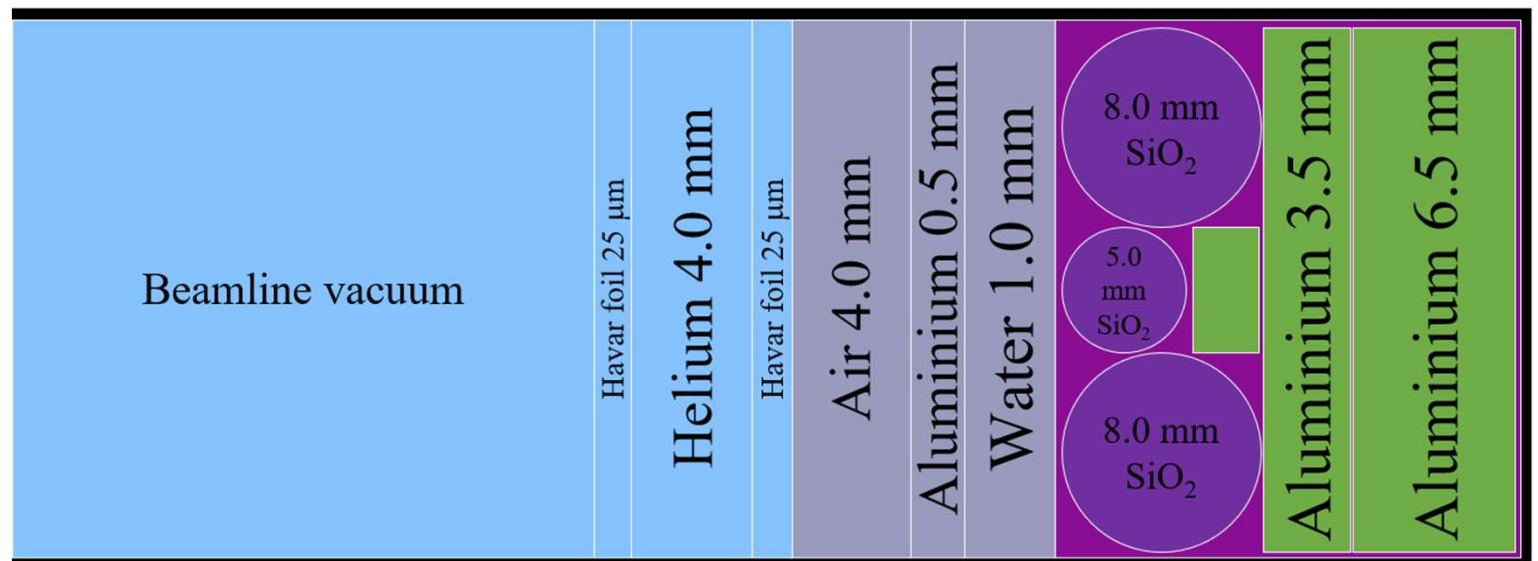 Beamline vacuum
Havar foil 25 μm
Helium 4.0 mm
Havar foil 25 μm
Air 4.0 mm
Aluminium 0.5 mm
Water 1.0 mm
8.0 mm
SiO₂
5.0
mm
SiO₂
8.0 mm
SiO₂
Aluminium 3.5 mm
Aluminium 6.5 mm